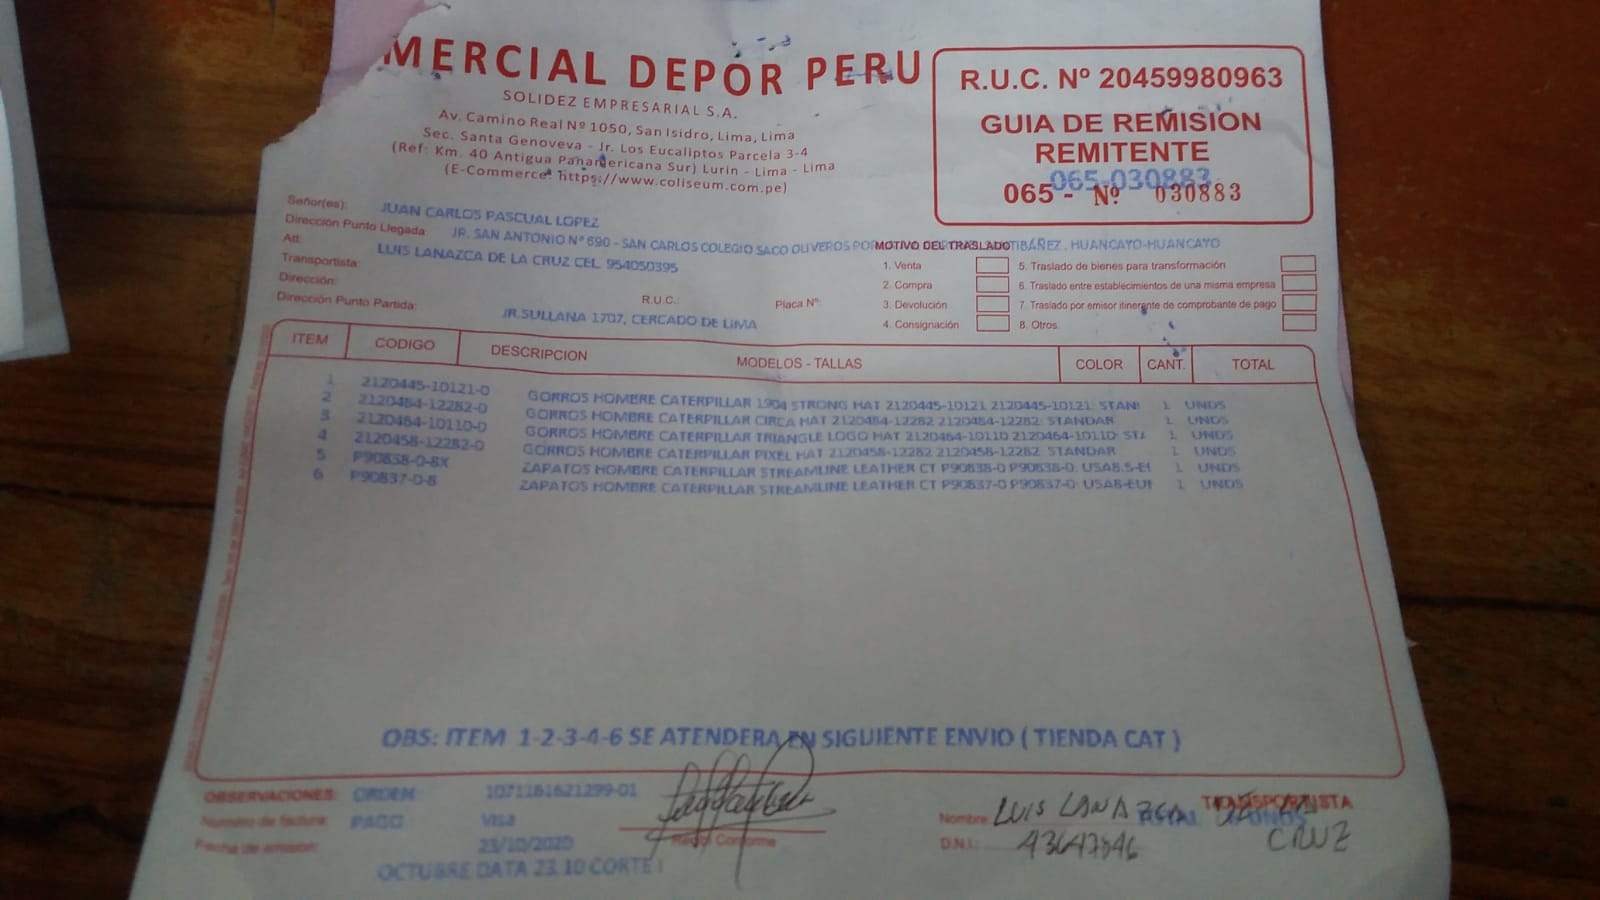 MERCIAL DEPOR PERU
SOLIDEZ EMPRESARIAL S.A.
Av. Camino Real Nº 1050, San Isidro, Lima, Lima
Sec. Santa Genoveva - Jr. Los Eucaliptos Parcela 3-4
(Ref: Km. 40 Antigua Panamericana Sur) Lurin - Lima - Lima
(E-Commerce: https://www.coliseum.com.pe)
R.U.C. Nº 20459980963
GUIA DE REMISION
REMITENTE
065-030883
065 - Nº 030883
Señor(es): JUAN CARLOS PASCUAL LOPEZ
Dirección Punto Llegada: JR. SAN ANTONIO Nº 690 - SAN CARLOS COLEGIO SACO OLIVEROS HUANCAYO-HUANCAYO
Att: LUIS LANAZCA DE LA CRUZ CEL. 954050395
Transportista:
Dirección: R.U.C.: Placa Nº:
Dirección Punto Partida: JR.SULLANA 1707, CERCADO DE LIMA
MOTIVO DEL TRASLADO
1. Venta 5. Traslado de bienes para transformación
2. Compra 6. Traslado entre establecimientos de una misma empresa
3. Devolución 7. Traslado por emisor itinerante de comprobante de pago
4. Consignación 8. Otros.
ITEM CODIGO DESCRIPCION MODELOS - TALLAS COLOR CANT. TOTAL
1 2120445-10121-0 GORROS HOMBRE CATERPILLAR 1904 STRONG HAT 2120445-10121 2120445-10121: STAN 1 UNDS
2 2120484-12282-0 GORROS HOMBRE CATERPILLAR CIRCA HAT 2120484-12282 2120484-12282: STANDAR 1 UNDS
3 2120464-10110-0 GORROS HOMBRE CATERPILLAR TRIANGLE LOGO HAT 2120464-10110 2120464-10110: STA 1 UNDS
4 2120458-12282-0 GORROS HOMBRE CATERPILLAR PIXEL HAT 2120458-12282 2120458-12282: STANDAR 1 UNDS
5 P90838-0-8X ZAPATOS HOMBRE CATERPILLAR STREAMLINE LEATHER CT P90838-0 P90838-0: USA8.5-EU 1 UNDS
6 P90837-0-8 ZAPATOS HOMBRE CATERPILLAR STREAMLINE LEATHER CT P90837-0 P90837-0: USA8-EUR 1 UNDS
OBS: ITEM 1-2-3-4-6 SE ATENDERA EN SIGUIENTE ENVIO ( TIENDA CAT )
OBSERVACIONES: ORDEN 1071181621299-01
Número de factura: PAGO Visa
Fecha de emisión: 23/10/2020
OCTUBRE DATA 23.10 CORTE I
Recibí Conforme
TRANSPORTISTA
Nombre: LUIS LANAZCA DE LA CRUZ
TOTAL UNDS
D.N.I.: 43647846